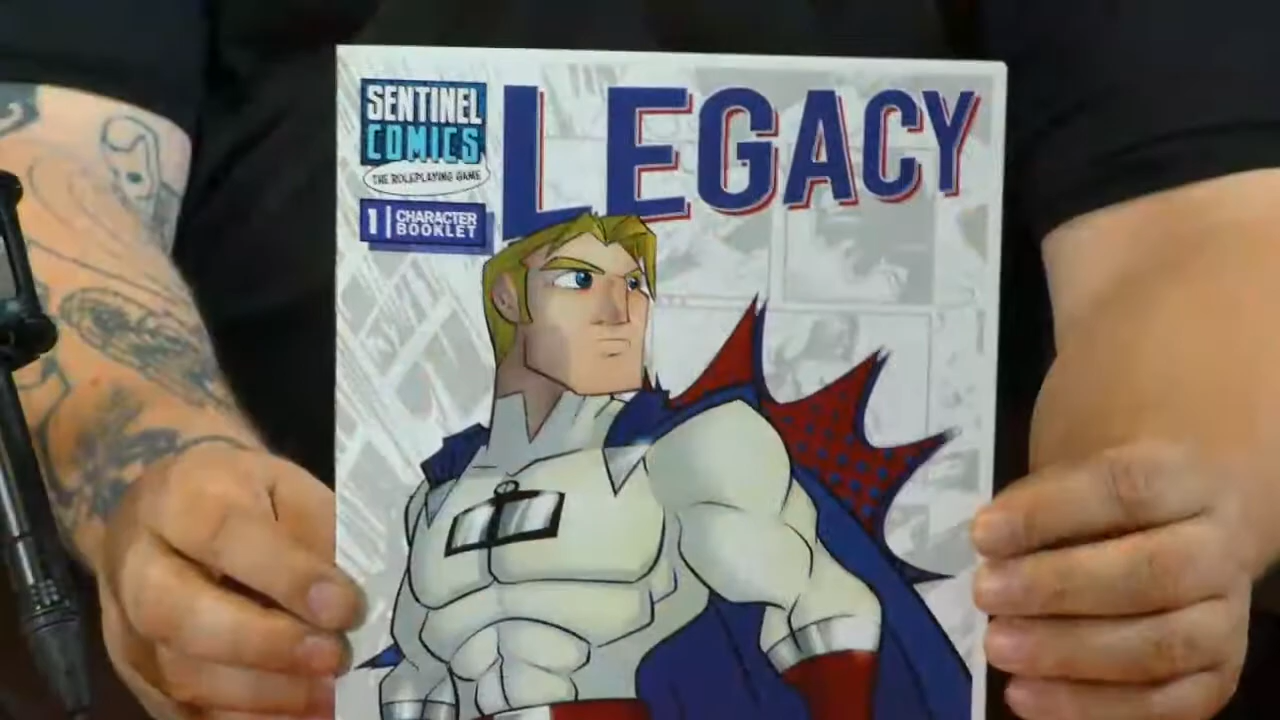 SENTINEL
COMICS
THE ROLEPLAYING GAME
1 | CHARACTER
BOOKLET
LEGACY